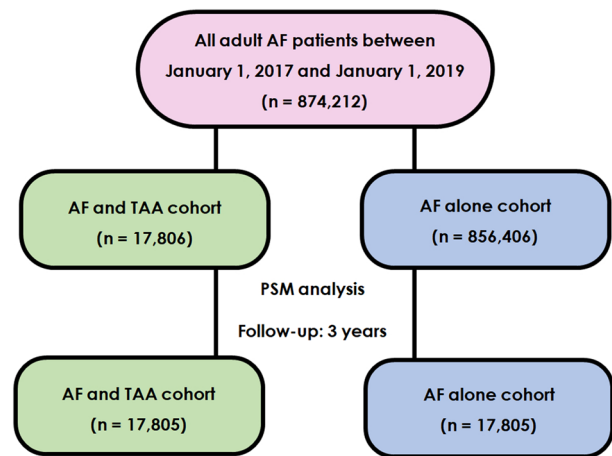 All adult AF patients between
January 1, 2017 and January 1, 2019
(n = 874,212)
AF and TAA cohort
(n = 17,806)
AF alone cohort
(n = 856,406)
PSM analysis
Follow-up: 3 years
AF and TAA cohort
(n = 17,805)
AF alone cohort
(n = 17,805)